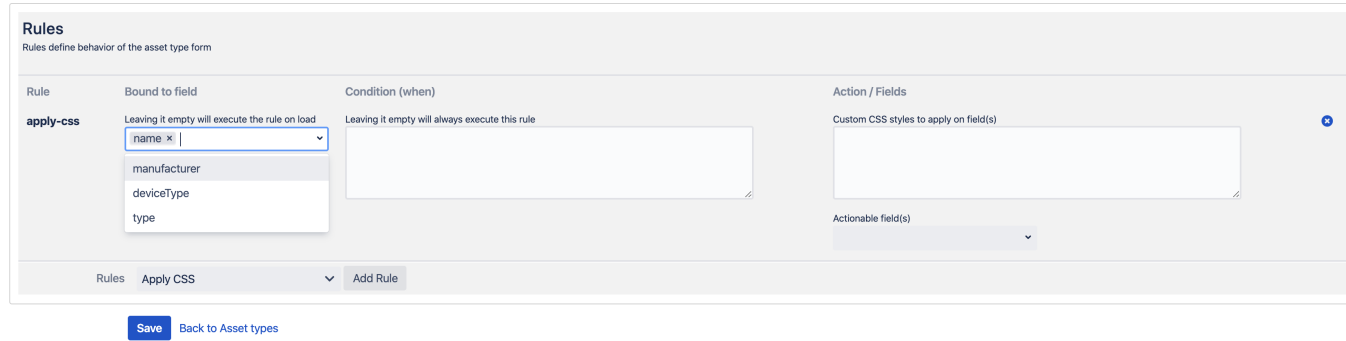 Rules
Rules define behavior of the asset type form
Rule Bound to field Condition (when) Action / Fields
apply-css Leaving it empty will execute the rule on load Leaving it empty will always execute this rule Custom CSS styles to apply on field(s)
name ×
manufacturer
deviceType
type
Actionable field(s)
Rules Apply CSS Add Rule
Save Back to Asset types